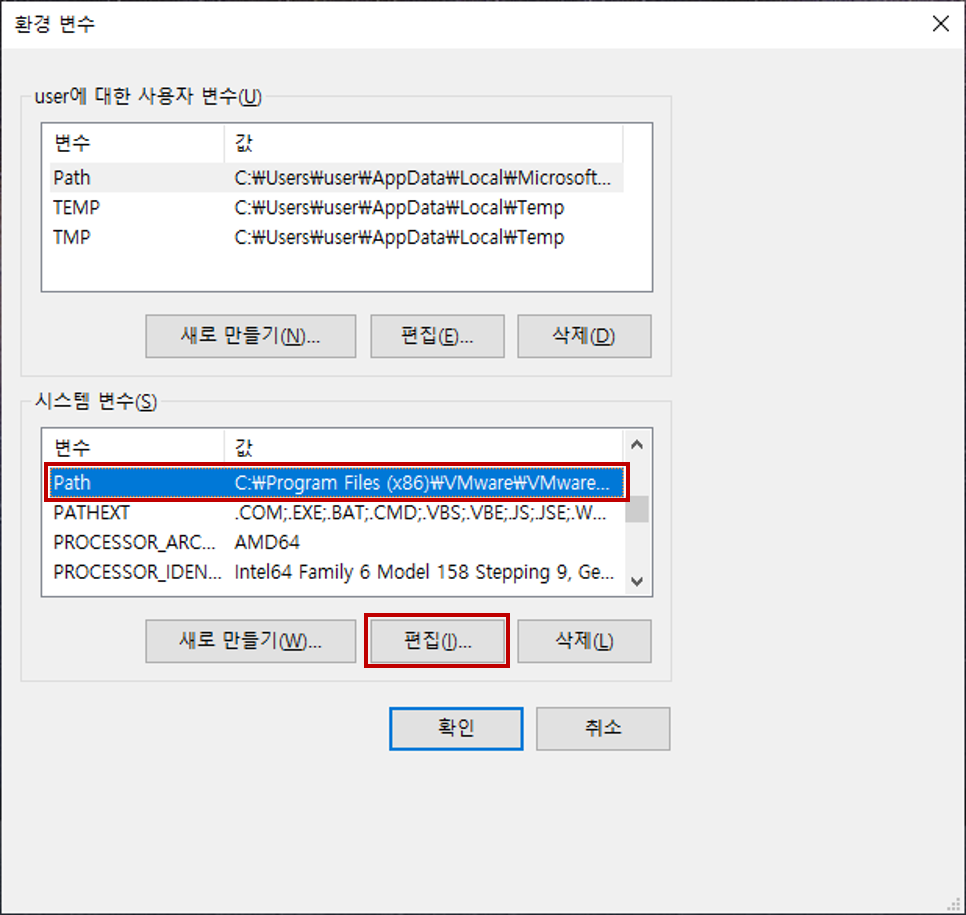 환경 변수
user에 대한 사용자 변수(U)
변수 값
Path C:₩Users₩user₩AppData₩Local₩Microsoft...
TEMP C:₩Users₩user₩AppData₩Local₩Temp
TMP C:₩Users₩user₩AppData₩Local₩Temp
새로 만들기(N)... 편집(E)... 삭제(D)
시스템 변수(S)
변수 값
Path C:₩Program Files (x86)₩VMware₩VMware...
PATHEXT .COM;.EXE;.BAT;.CMD;.VBS;.VBE;.JS;.JSE;.W...
PROCESSOR_ARC... AMD64
PROCESSOR_IDEN... Intel64 Family 6 Model 158 Stepping 9, Ge...
새로 만들기(W)... 편집(I)... 삭제(L)
확인 취소